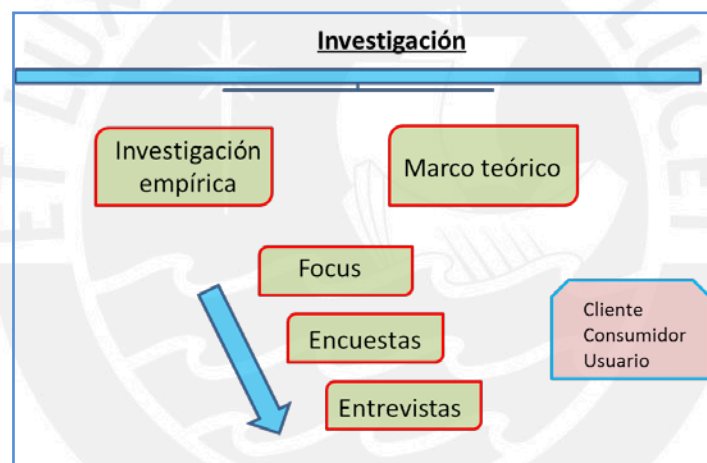 Investigación
Investigación
empírica
Marco teórico
Focus
Encuestas
Entrevistas
Cliente
Consumidor
Usuario